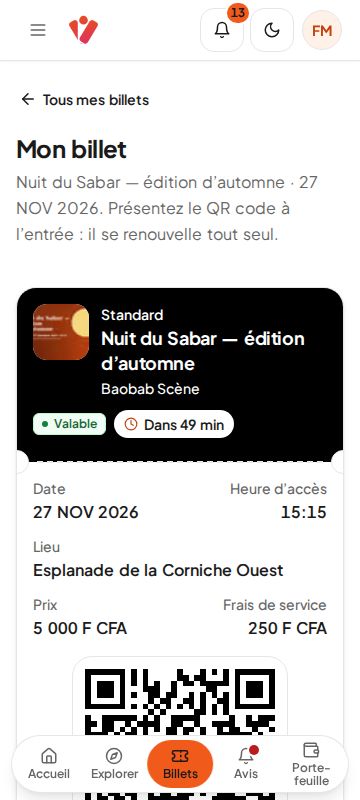 13
FM
Tous mes billets
Mon billet
Nuit du Sabar — édition d’automne · 27
NOV 2026. Présentez le QR code à
l’entrée : il se renouvelle tout seul.
Standard
Nuit du Sabar — édition
d’automne
Baobab Scène
Valable
Dans 49 min
Date
Heure d’accès
27 NOV 2026
15:15
Lieu
Esplanade de la Corniche Ouest
Prix
Frais de service
5 000 F CFA
250 F CFA
Accueil
Explorer
Billets
Avis
Porte-
feuille